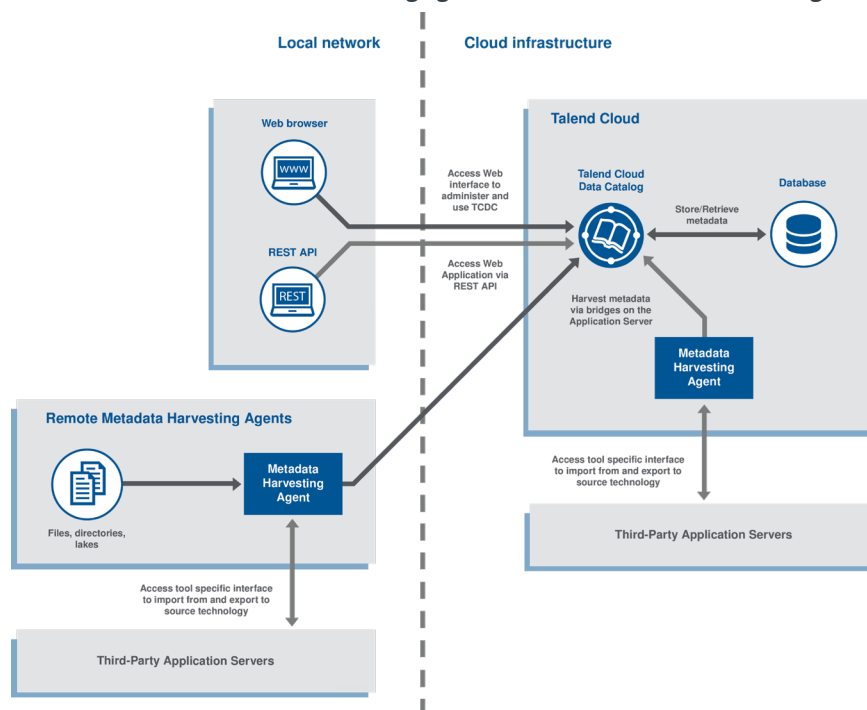 Local network
Cloud infrastructure
Web browser
WWW
REST API
REST
Access Web
interface to
administer and
use TCDC
Access Web
Application via
REST API
Talend Cloud
Talend Cloud
Data Catalog
Database
Store/Retrieve
metadata
Harvest metadata
via bridges on the
Application Server
Metadata
Harvesting
Agent
Access tool specific interface
to import from and export to
source technology
Third-Party Application Servers
Remote Metadata Harvesting Agents
Files, directories,
lakes
Metadata
Harvesting
Agent
Access tool specific interface
to import from and export to
source technology
Third-Party Application Servers